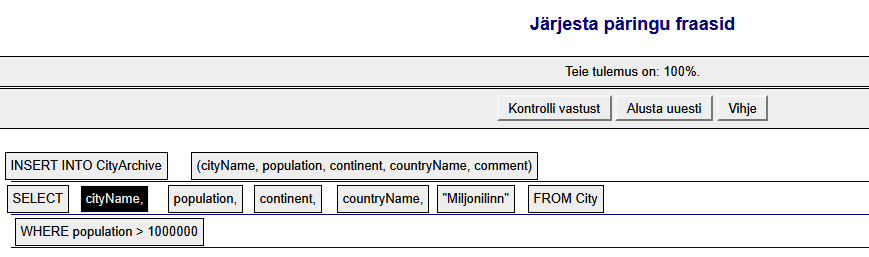 Järjesta päringu fraasid
Teie tulemus on: 100%.
Kontrolli vastust Alusta uuesti Vihje
INSERT INTO CityArchive (cityName, population, continent, countryName, comment)
SELECT cityName, population, continent, countryName, "Miljonilinn" FROM City
WHERE population > 1000000